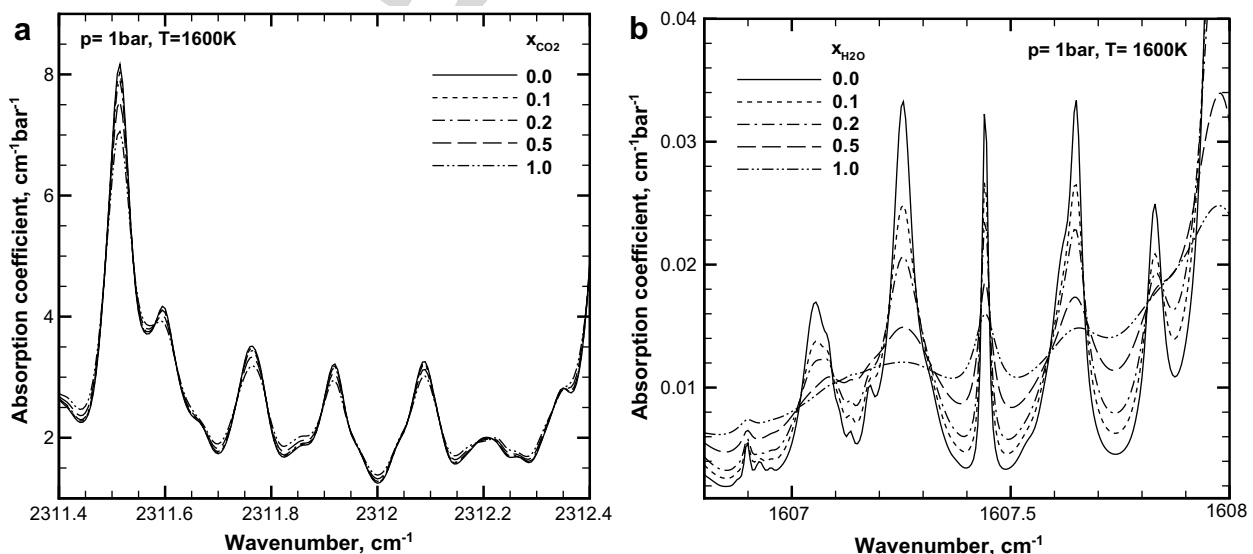 a
p= 1bar, T=1600K
xCO2
0.0
0.1
0.2
0.5
1.0
8
6
4
2
Absorption coefficient, cm-1bar-1
2311.4
2311.6
2311.8
2312
2312.2
2312.4
Wavenumber, cm-1
b
xH2O
p= 1bar, T= 1600K
0.0
0.1
0.2
0.5
1.0
0.04
0.03
0.02
0.01
Absorption coefficient, cm-1bar-1
1607
1607.5
1608
Wavenumber, cm-1